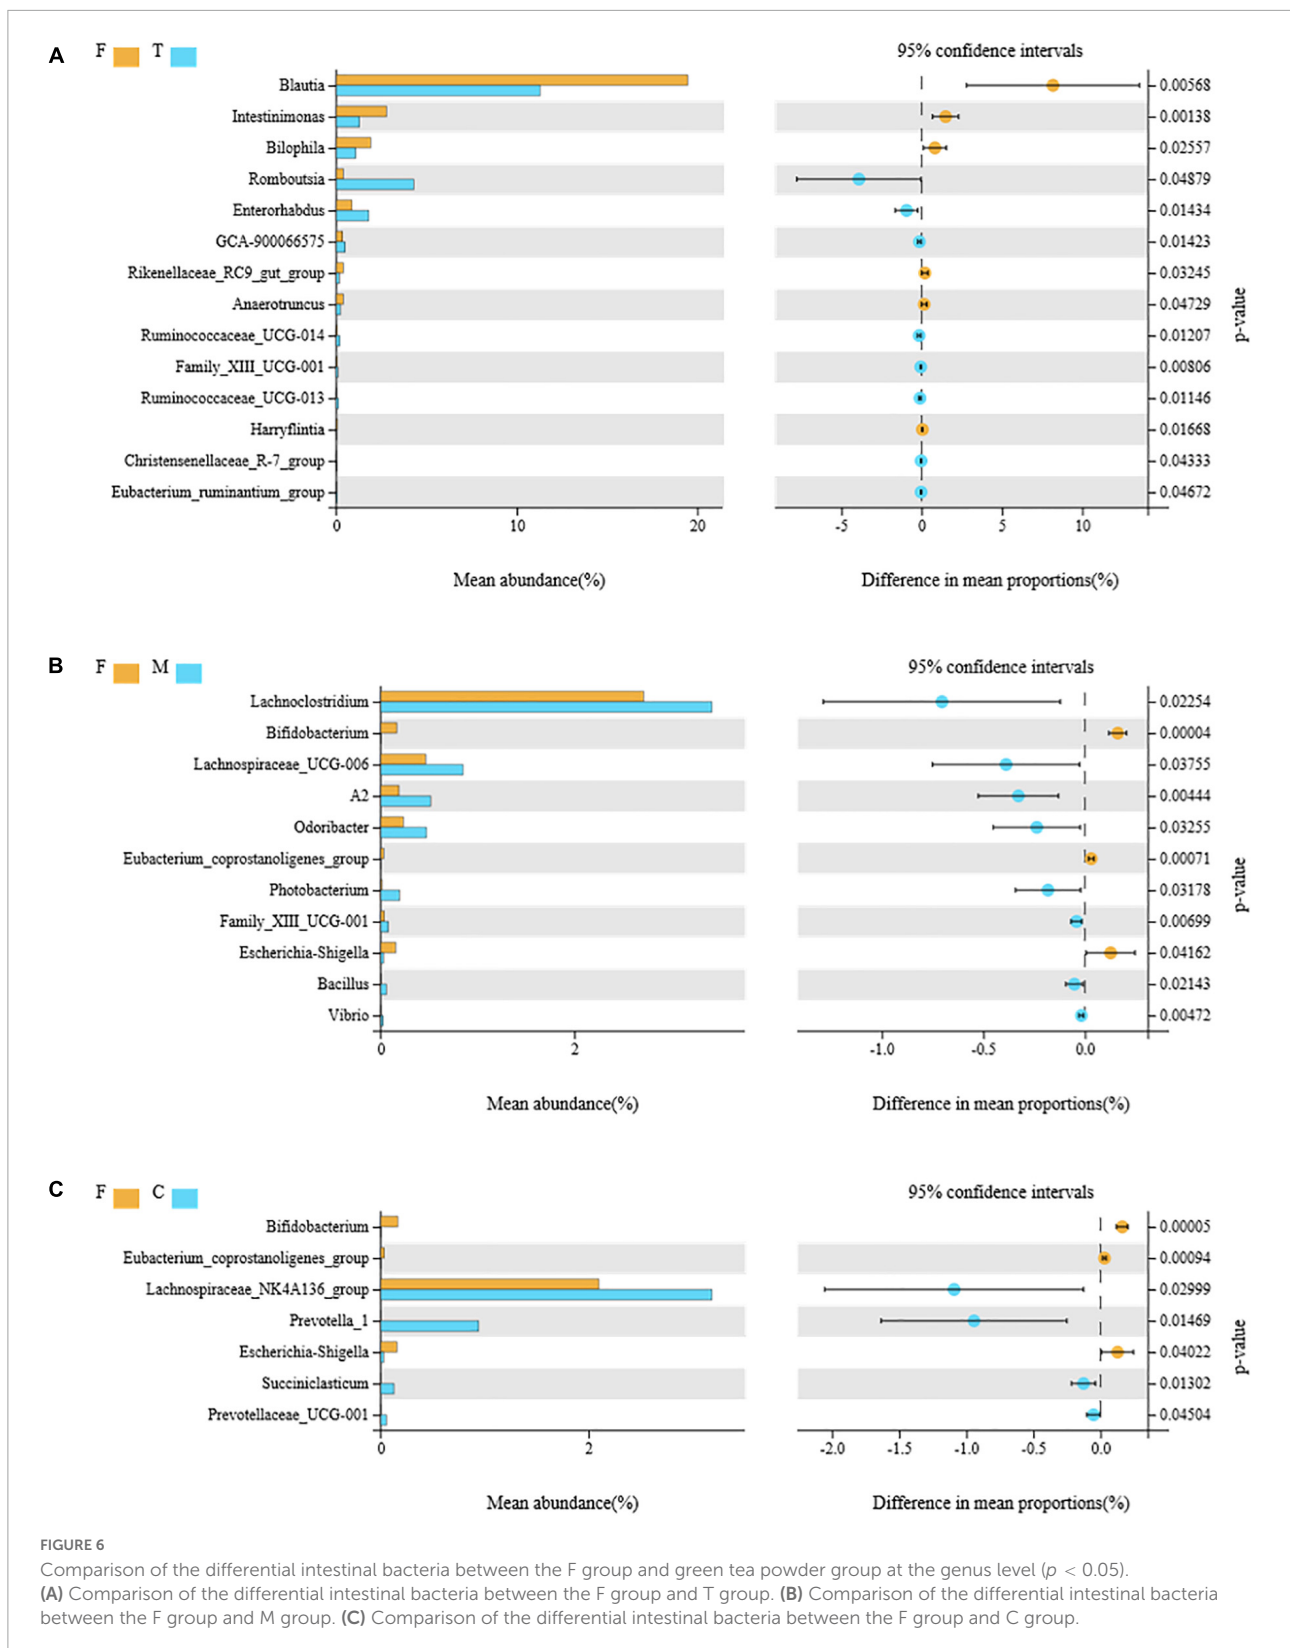 A F T 95% confidence intervals
Blautia 0.00568
Intestinimonas 0.00138
Bilophila 0.02557
Romboutsia 0.04879
Enterorhabdus 0.01434
GCA-900066575 0.01423
Rikenellaceae_RC9_gut_group 0.03245
Anaerotruncus 0.04729
Ruminococcaceae_UCG-014 0.01207
Family_XIII_UCG-001 0.00806
Ruminococcaceae_UCG-013 0.01146
Harryflintia 0.01668
Christensenellaceae_R-7_group 0.04333
Eubacterium_ruminantium_group 0.04672
p-value
0 10 20 -5 0 5 10
Mean abundance(%) Difference in mean proportions(%)
B F M 95% confidence intervals
Lachnoclostridium 0.02254
Bifidobacterium 0.00004
Lachnospiraceae_UCG-006 0.03755
A2 0.00444
Odoribacter 0.03255
Eubacterium_coprostanoligenes_group 0.00071
Photobacterium 0.03178
Family_XIII_UCG-001 0.00699
Escherichia-Shigella 0.04162
Bacillus 0.02143
Vibrio 0.00472
p-value
0 2 -1.0 -0.5 0.0
Mean abundance(%) Difference in mean proportions(%)
C F C 95% confidence intervals
Bifidobacterium 0.00005
Eubacterium_coprostanoligenes_group 0.00094
Lachnospiraceae_NK4A136_group 0.02999
Prevotella_1 0.01469
Escherichia-Shigella 0.04022
Succiniclasticum 0.01302
Prevotellaceae_UCG-001 0.04504
p-value
0 2 -2.0 -1.5 -1.0 -0.5 0.0
Mean abundance(%) Difference in mean proportions(%)
FIGURE 6
Comparison of the differential intestinal bacteria between the F group and green tea powder group at the genus level (p < 0.05).
(A) Comparison of the differential intestinal bacteria between the F group and T group. (B) Comparison of the differential intestinal bacteria
between the F group and M group. (C) Comparison of the differential intestinal bacteria between the F group and C group.